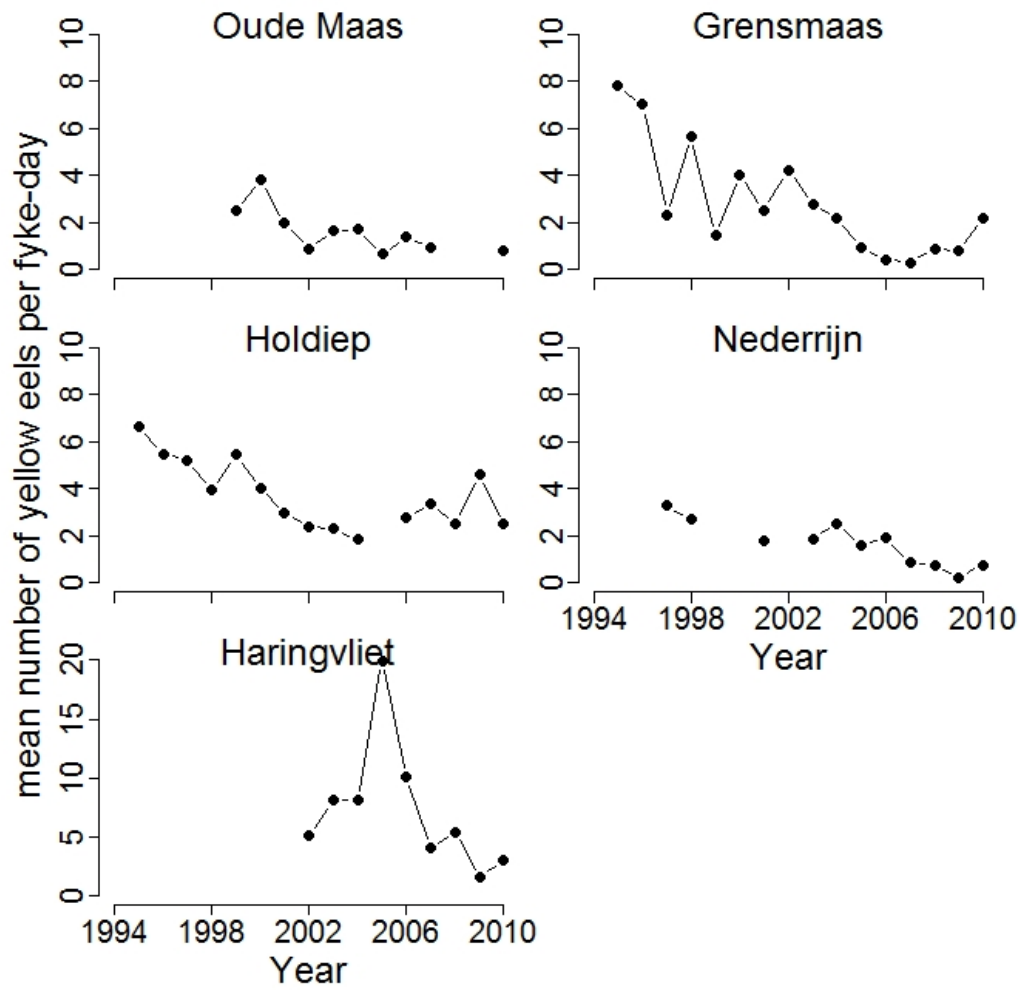 mean number of yellow eels per fyke-day
Oude Maas
10
8
6
4
2
0
Grensmaas
10
8
6
4
2
0
Holdiep
10
8
6
4
2
0
Nederrijn
10
8
6
4
2
0
1994 1998 2002 2006 2010
Year
Haringvliet
20
15
10
5
0
1994 1998 2002 2006 2010
Year